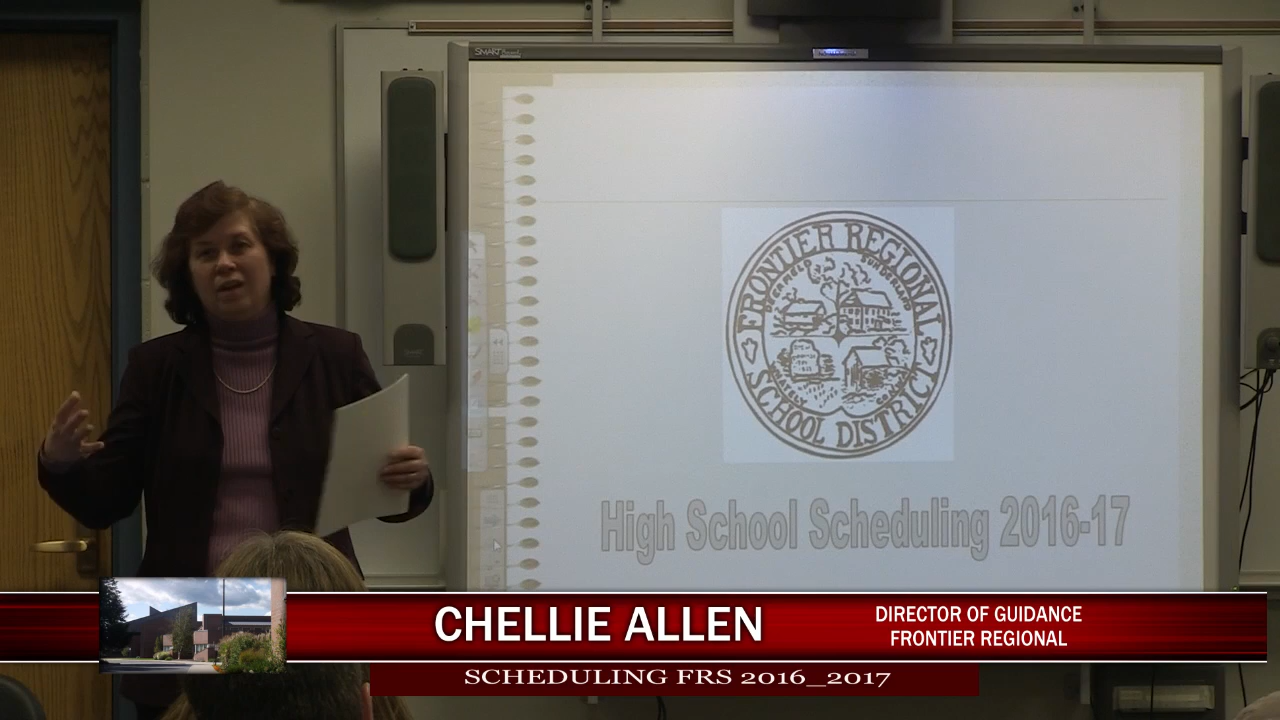 SMART
FRONTIER REGIONAL
SCHOOL DISTRICT
High School Scheduling 2016-17
CHELLIE ALLEN
DIRECTOR OF GUIDANCE
FRONTIER REGIONAL
SCHEDULING FRS 2016_2017